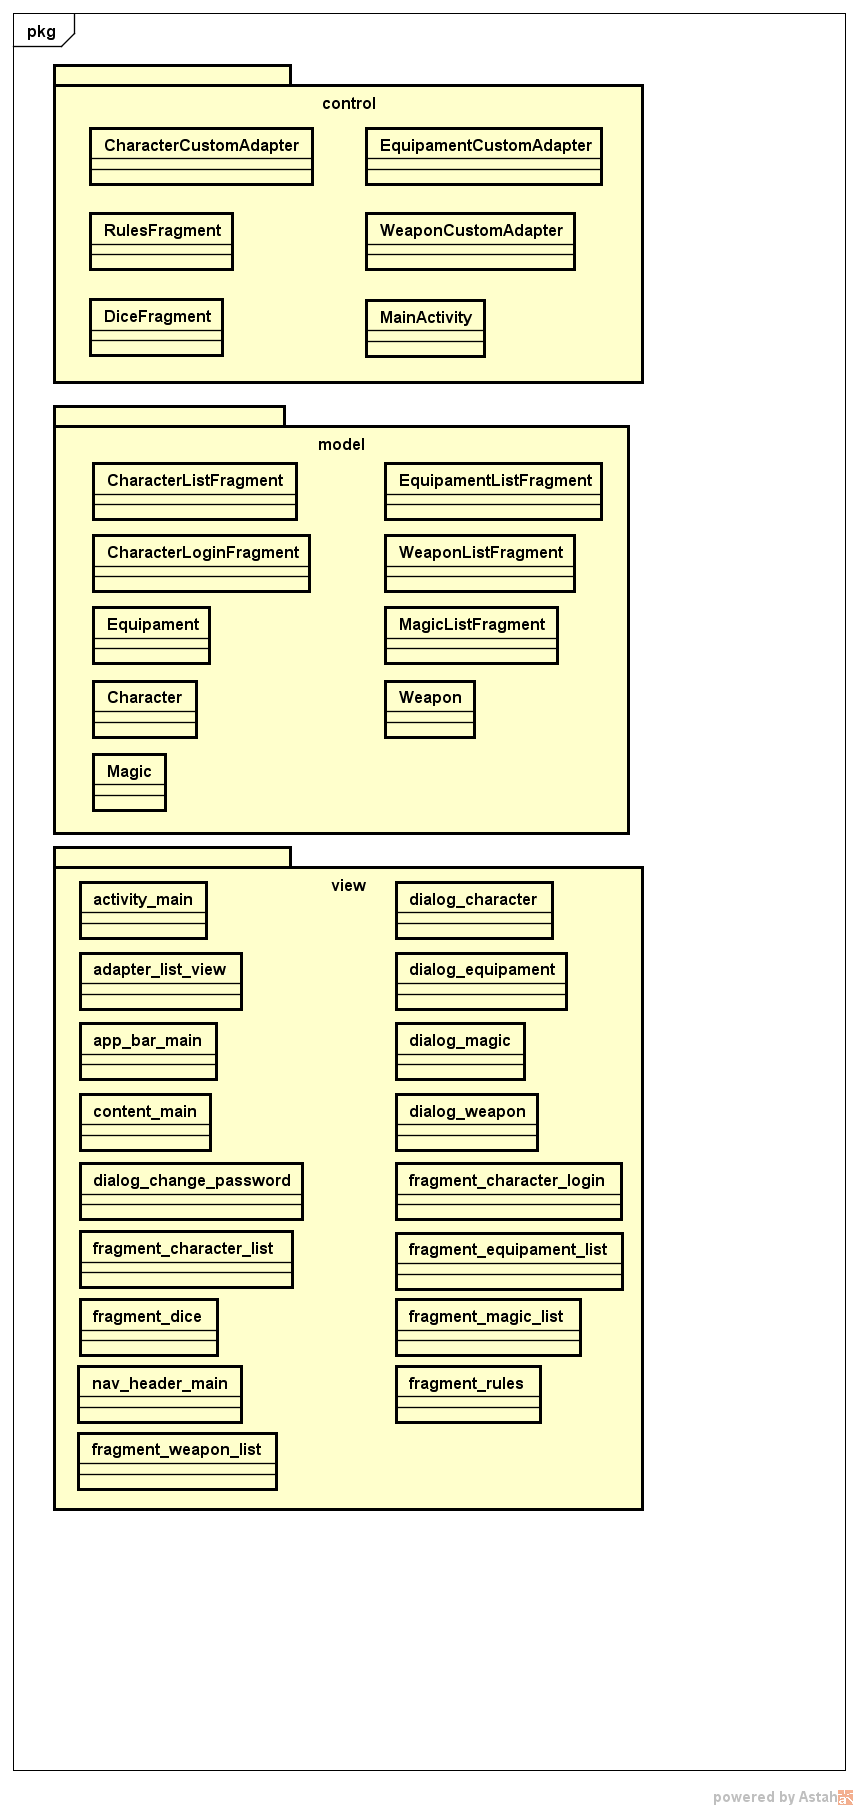 pkg
control
CharacterCustomAdapter
EquipamentCustomAdapter
RulesFragment
WeaponCustomAdapter
DiceFragment
MainActivity
model
CharacterListFragment
EquipamentListFragment
CharacterLoginFragment
WeaponListFragment
Equipament
MagicListFragment
Character
Weapon
Magic
view
activity_main
dialog_character
adapter_list_view
dialog_equipament
app_bar_main
dialog_magic
content_main
dialog_weapon
dialog_change_password
fragment_character_login
fragment_character_list
fragment_equipament_list
fragment_dice
fragment_magic_list
nav_header_main
fragment_rules
fragment_weapon_list
powered by Astah